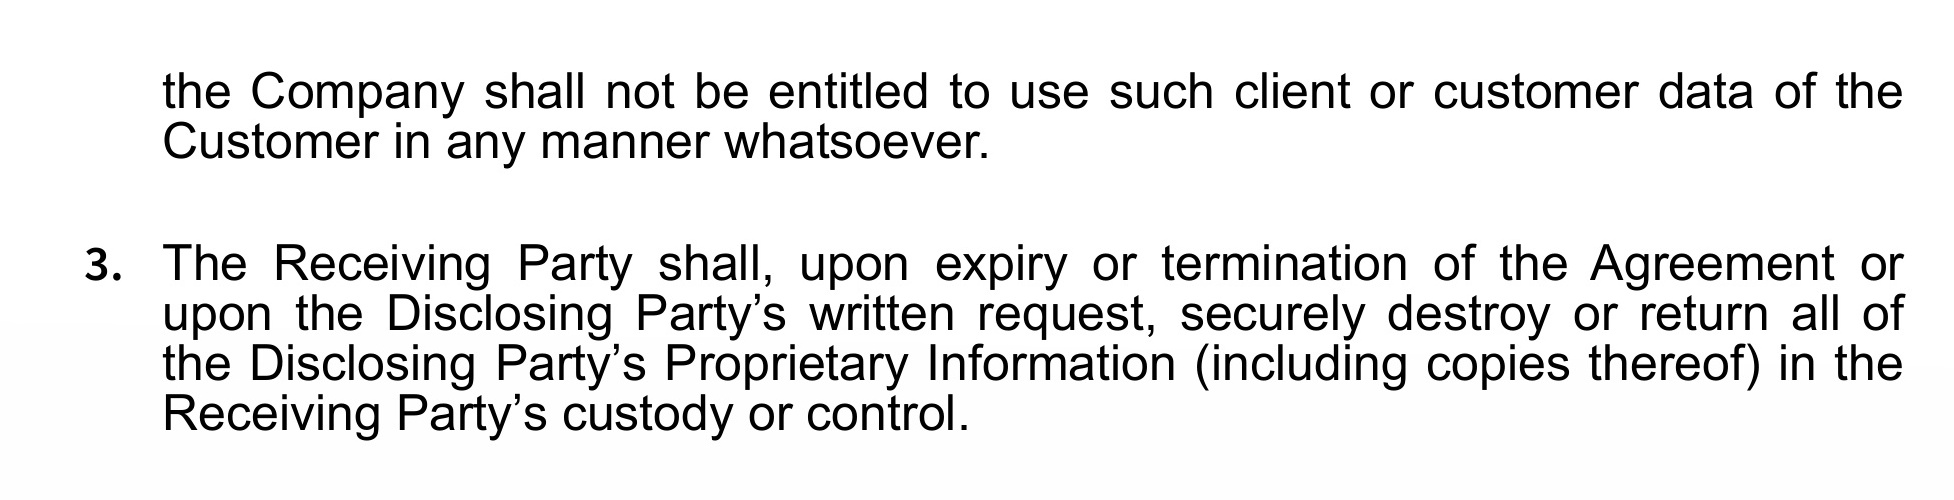 the Company shall not be entitled to use such client or customer data of the
Customer in any manner whatsoever.
3. The Receiving Party shall, upon expiry or termination of the Agreement or
upon the Disclosing Party’s written request, securely destroy or return all of
the Disclosing Party’s Proprietary Information (including copies thereof) in the
Receiving Party’s custody or control.